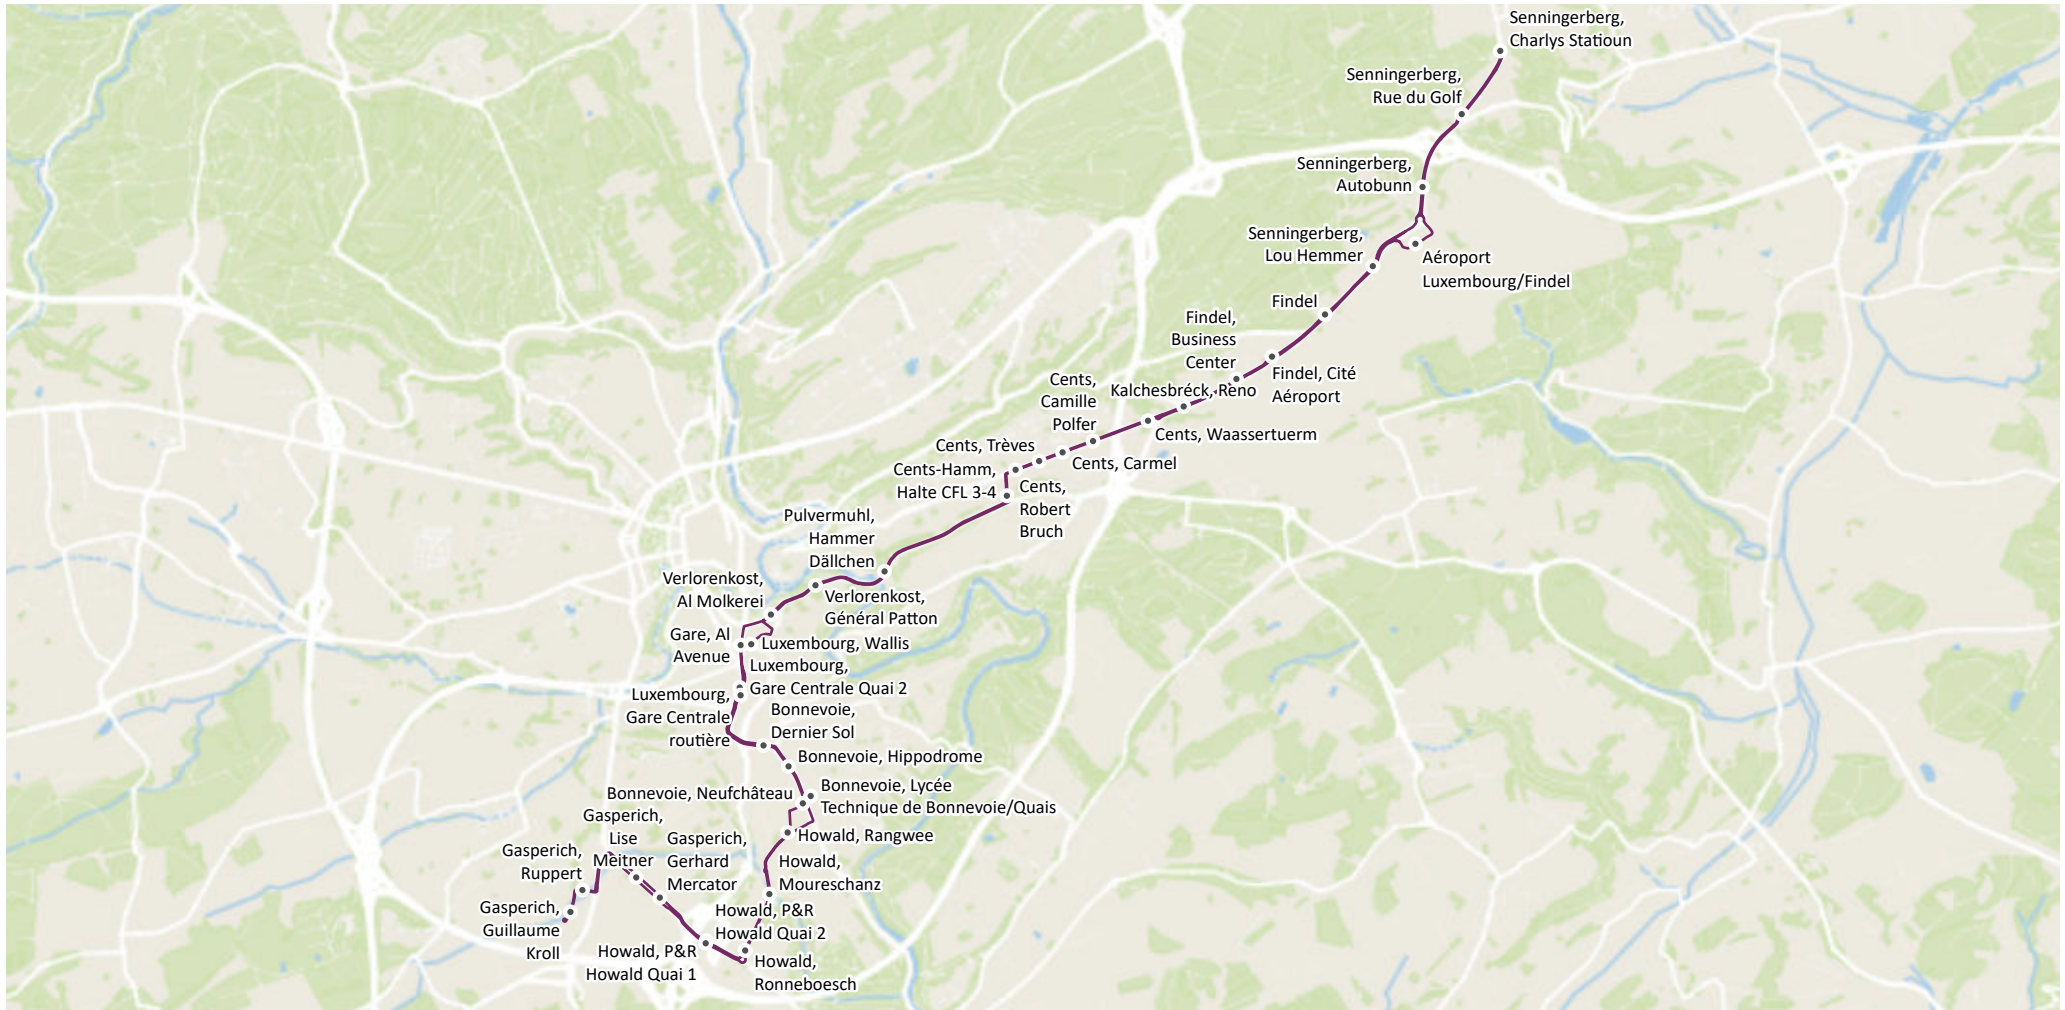 Senningerberg,
Charlys Statioun
Senningerberg,
Rue du Golf
Senningerberg,
Autobunn
Senningerberg,
Lou Hemmer
Aéroport
Luxembourg/Findel
Findel
Findel,
Business
Center
Findel, Cité
Aéroport
Kalchesbréck, Reno
Cents,
Camille
Polfer
Cents, Waassertuerm
Cents, Trèves
Cents, Carmel
Cents-Hamm,
Halte CFL 3-4
Cents,
Robert
Bruch
Pulvermuhl,
Hammer
Dällchen
Verlorenkost,
Al Molkerei
Verlorenkost,
Général Patton
Gare, Al
Avenue
Luxembourg, Wallis
Luxembourg,
Gare Centrale Quai 2
Luxembourg,
Gare Centrale
routière
Bonnevoie,
Dernier Sol
Bonnevoie, Hippodrome
Bonnevoie, Neufchâteau
Bonnevoie, Lycée
Technique de Bonnevoie/Quais
Howald, Rangwee
Gasperich,
Lise
Meitner
Gasperich,
Gerhard
Mercator
Howald,
Moureschanz
Gasperich,
Ruppert
Gasperich,
Guillaume
Kroll
Howald, P&R
Howald Quai 2
Howald, P&R
Howald Quai 1
Howald,
Ronneboesch